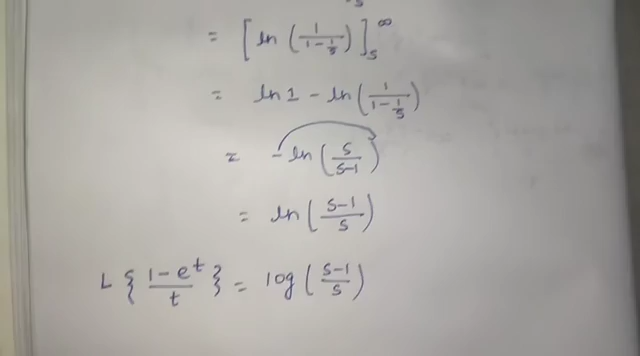 = [ln (1/(1 - 1/s))]_s^∞
= ln 1 - ln (1/(1 - 1/s))
= - ln (s/(s-1))
= ln ((s-1)/s)
L { (1 - e^t)/t } = log ((s-1)/s)